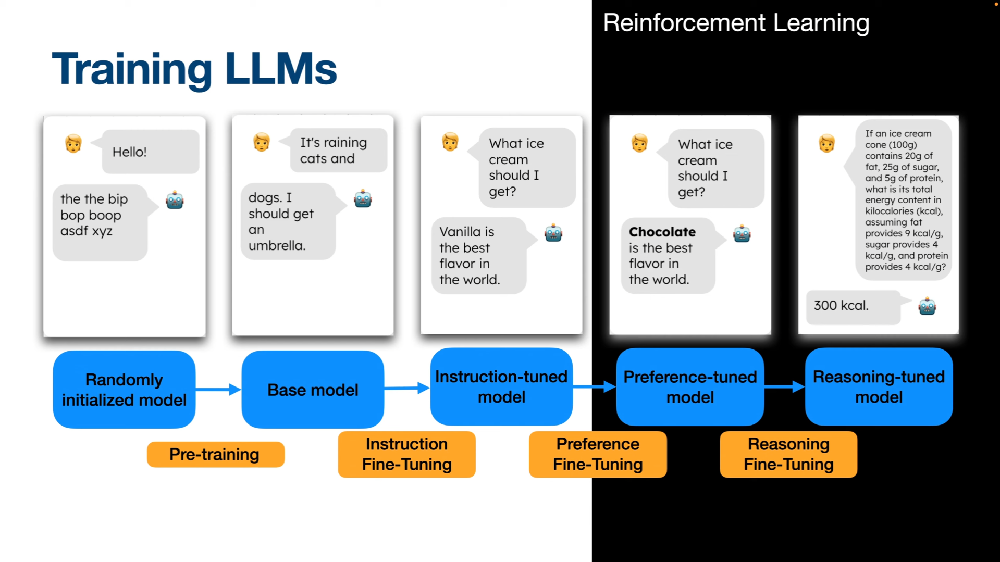 Reinforcement Learning
Training LLMs
Hello!
the the bip
bop boop
asdf xyz
It's raining
cats and
dogs. I
should get
an
umbrella.
What ice
cream
should I
get?
Vanilla is
the best
flavor in
the world.
What ice
cream
should I
get?
Chocolate
is the best
flavor in
the world.
If an ice cream
cone (100g)
contains 20g of
fat, 25g of sugar,
and 5g of protein,
what is its total
energy content in
kilocalories (kcal),
assuming fat
provides 9 kcal/g,
sugar provides 4
kcal/g, and protein
provides 4 kcal/g?
300 kcal.
Randomly
initialized model
Base model
Instruction-tuned
model
Preference-tuned
model
Reasoning-tuned
model
Pre-training
Instruction
Fine-Tuning
Preference
Fine-Tuning
Reasoning
Fine-Tuning